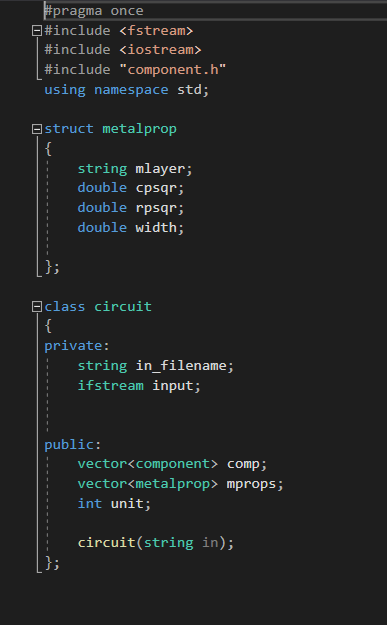 #pragma once
#include <fstream>
#include <iostream>
#include "component.h"
using namespace std;
struct metalprop
{
string mlayer;
double cpsqr;
double rpsqr;
double width;
};
class circuit
{
private:
string in_filename;
ifstream input;
public:
vector<component> comp;
vector<metalprop> mprops;
int unit;
circuit(string in);
};